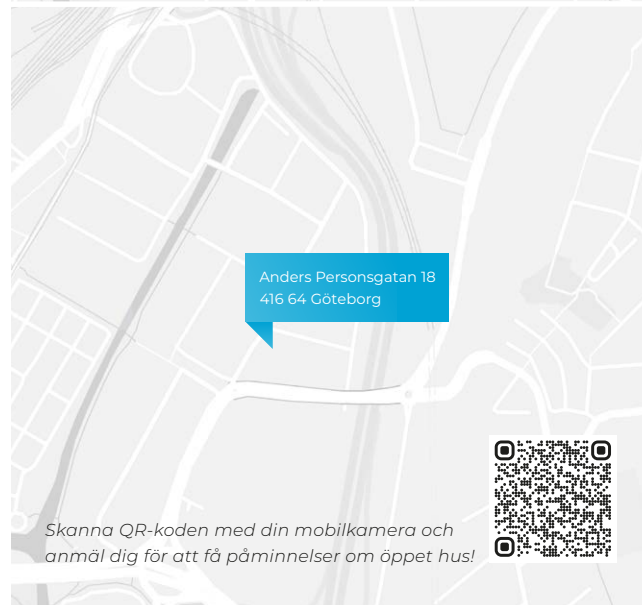 Anders Personsgatan 18
416 64 Göteborg
Skanna QR-koden med din mobilkamera och
anmäl dig för att få påminnelser om öppet hus!